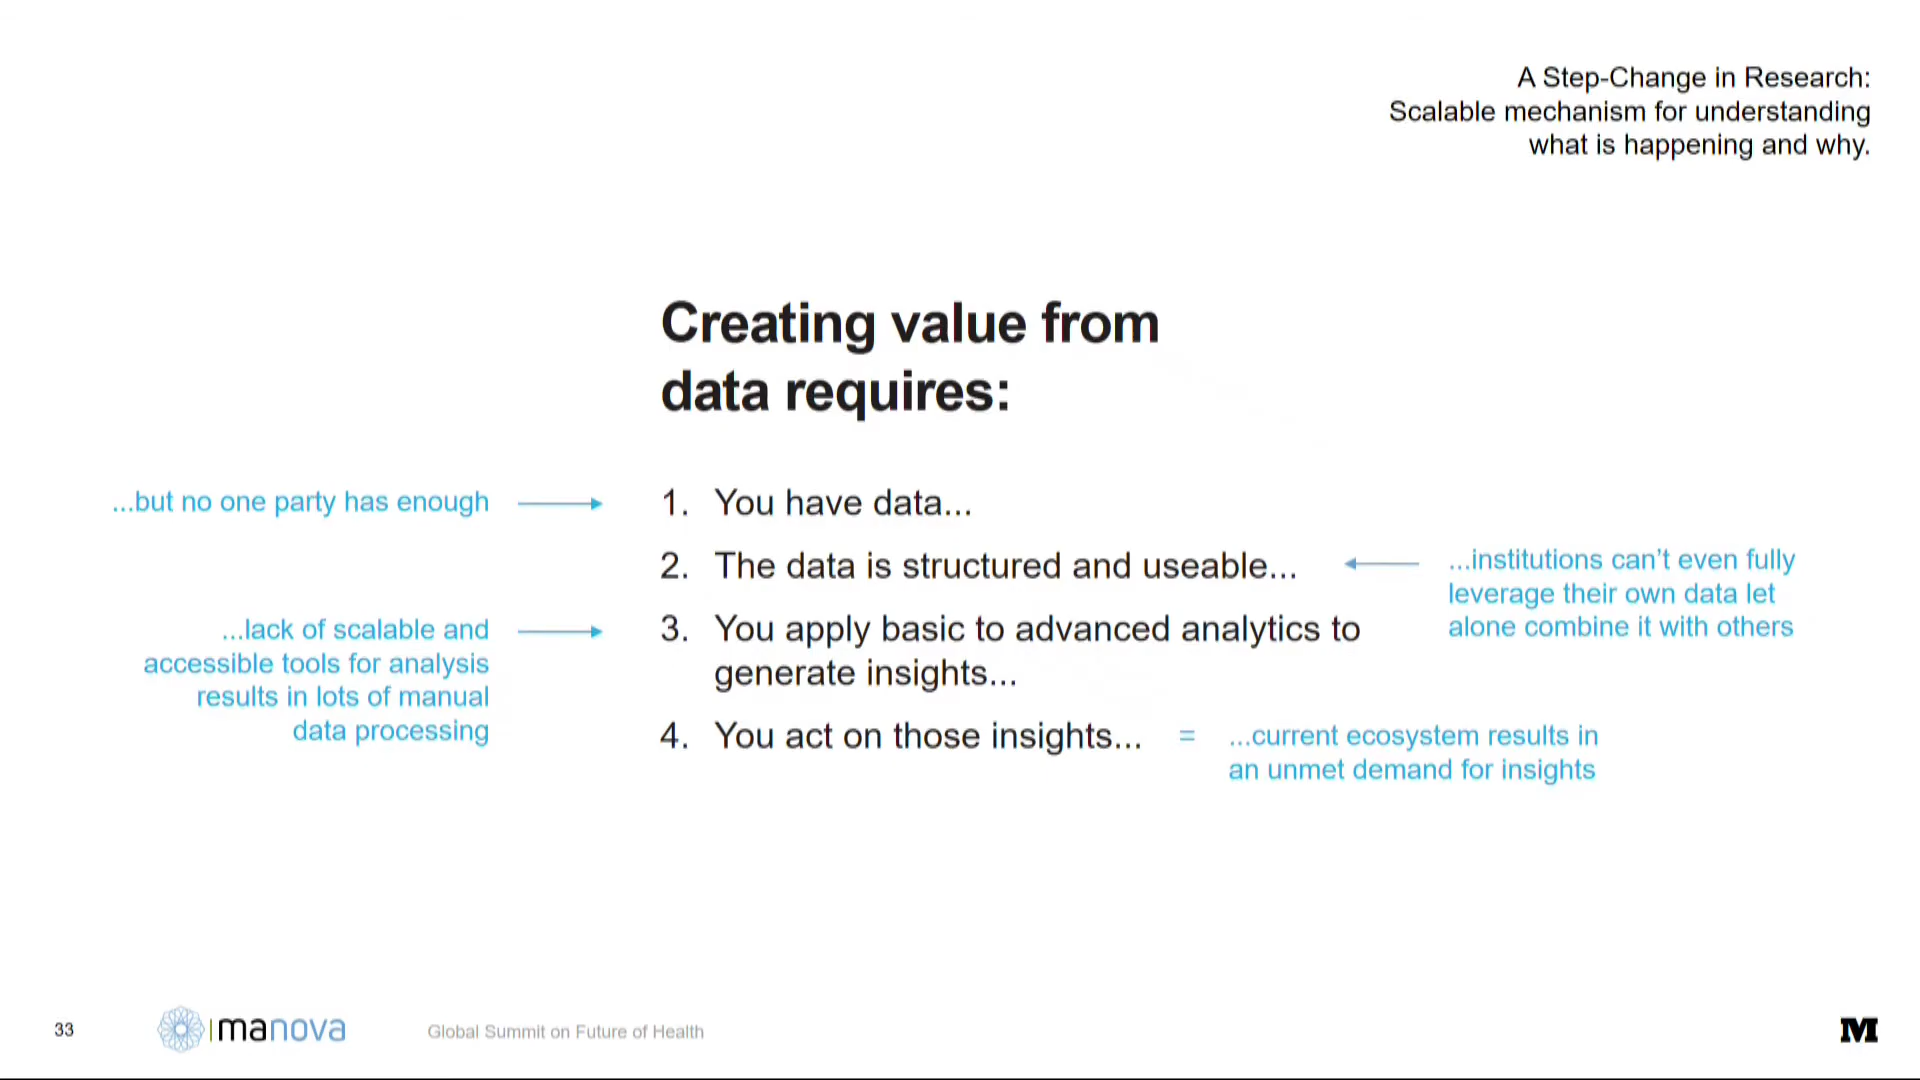 A Step-Change in Research:
Scalable mechanism for understanding
what is happening and why.
Creating value from
data requires:
...but no one party has enough
1. You have data...
2. The data is structured and useable...
...institutions can't even fully
leverage their own data let
alone combine it with others
...lack of scalable and
accessible tools for analysis
results in lots of manual
data processing
3. You apply basic to advanced analytics to
generate insights...
4. You act on those insights...
=
...current ecosystem results in
an unmet demand for insights
33
manova
Global Summit on Future of Health
M